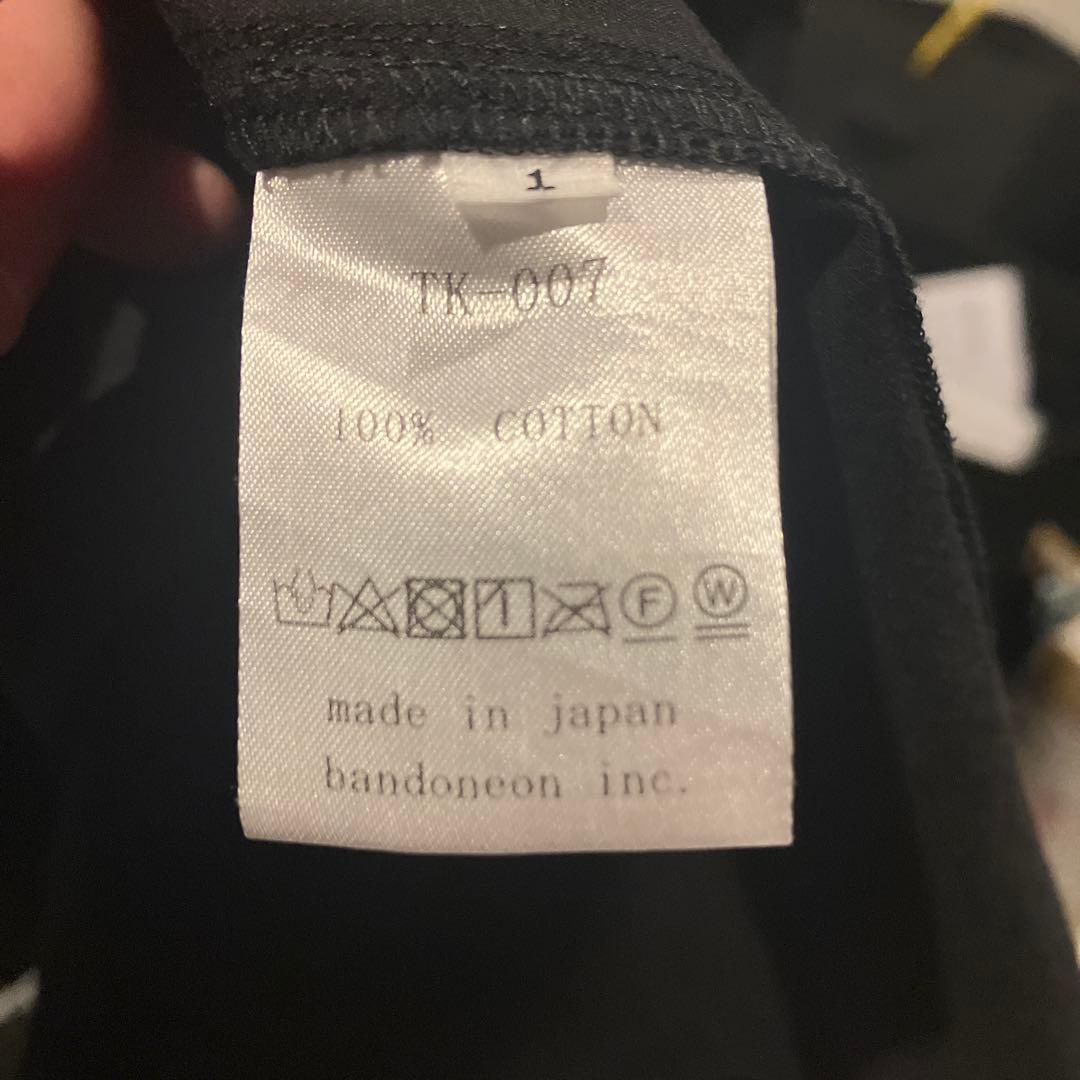 1
TK-007
100% COTTON
F W
made in japan
bandoneon inc.